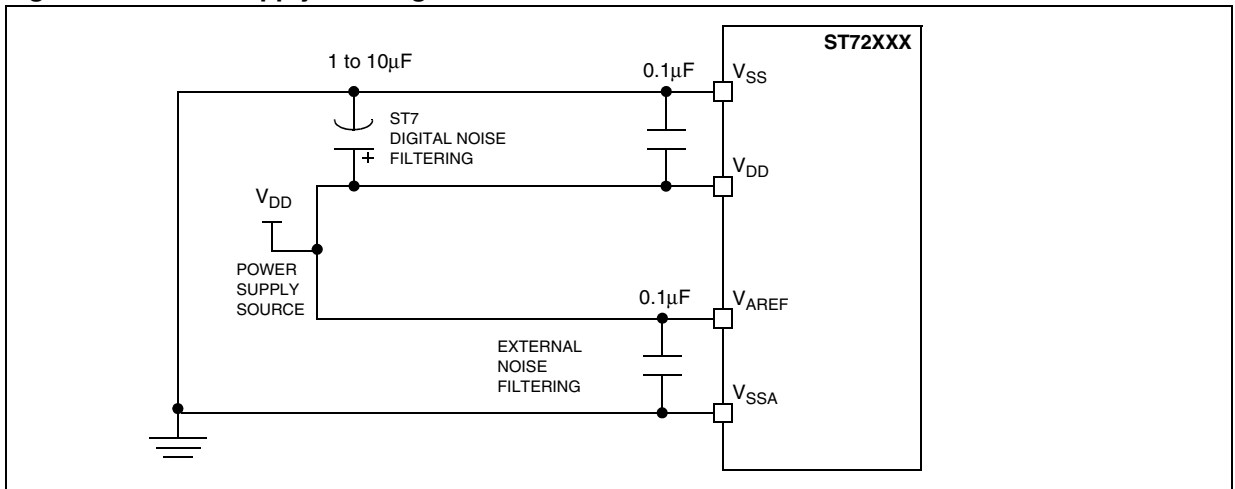 ST72XXX
1 to 10μF
0.1μF
VSS
ST7
DIGITAL NOISE
FILTERING
+
VDD
VDD
POWER
SUPPLY
SOURCE
0.1μF
VAREF
EXTERNAL
NOISE
FILTERING
VSSA